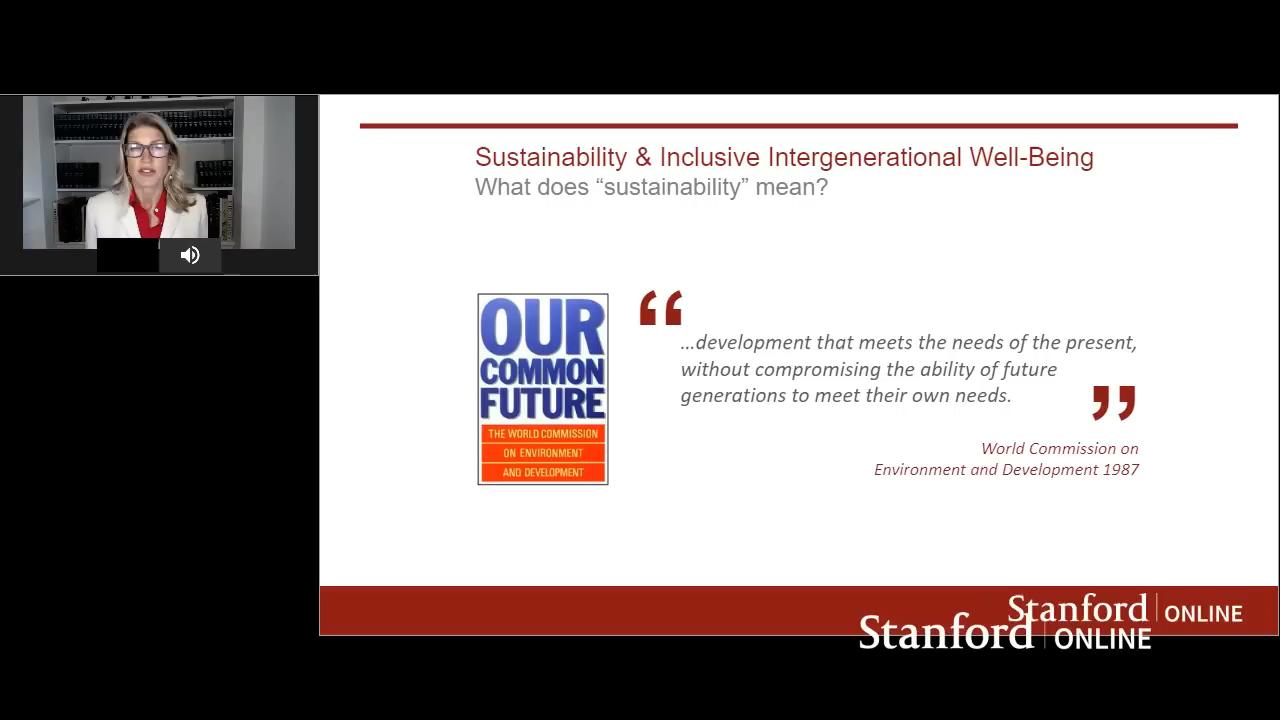 Sustainability & Inclusive Intergenerational Well-Being
What does “sustainability” mean?
OUR
COMMON
FUTURE
THE WORLD COMMISSION
ON ENVIRONMENT
AND DEVELOPMENT
“
…development that meets the needs of the present,
without compromising the ability of future
generations to meet their own needs.
”
World Commission on
Environment and Development 1987
Stanford | ONLINE
Stanford | ONLINE